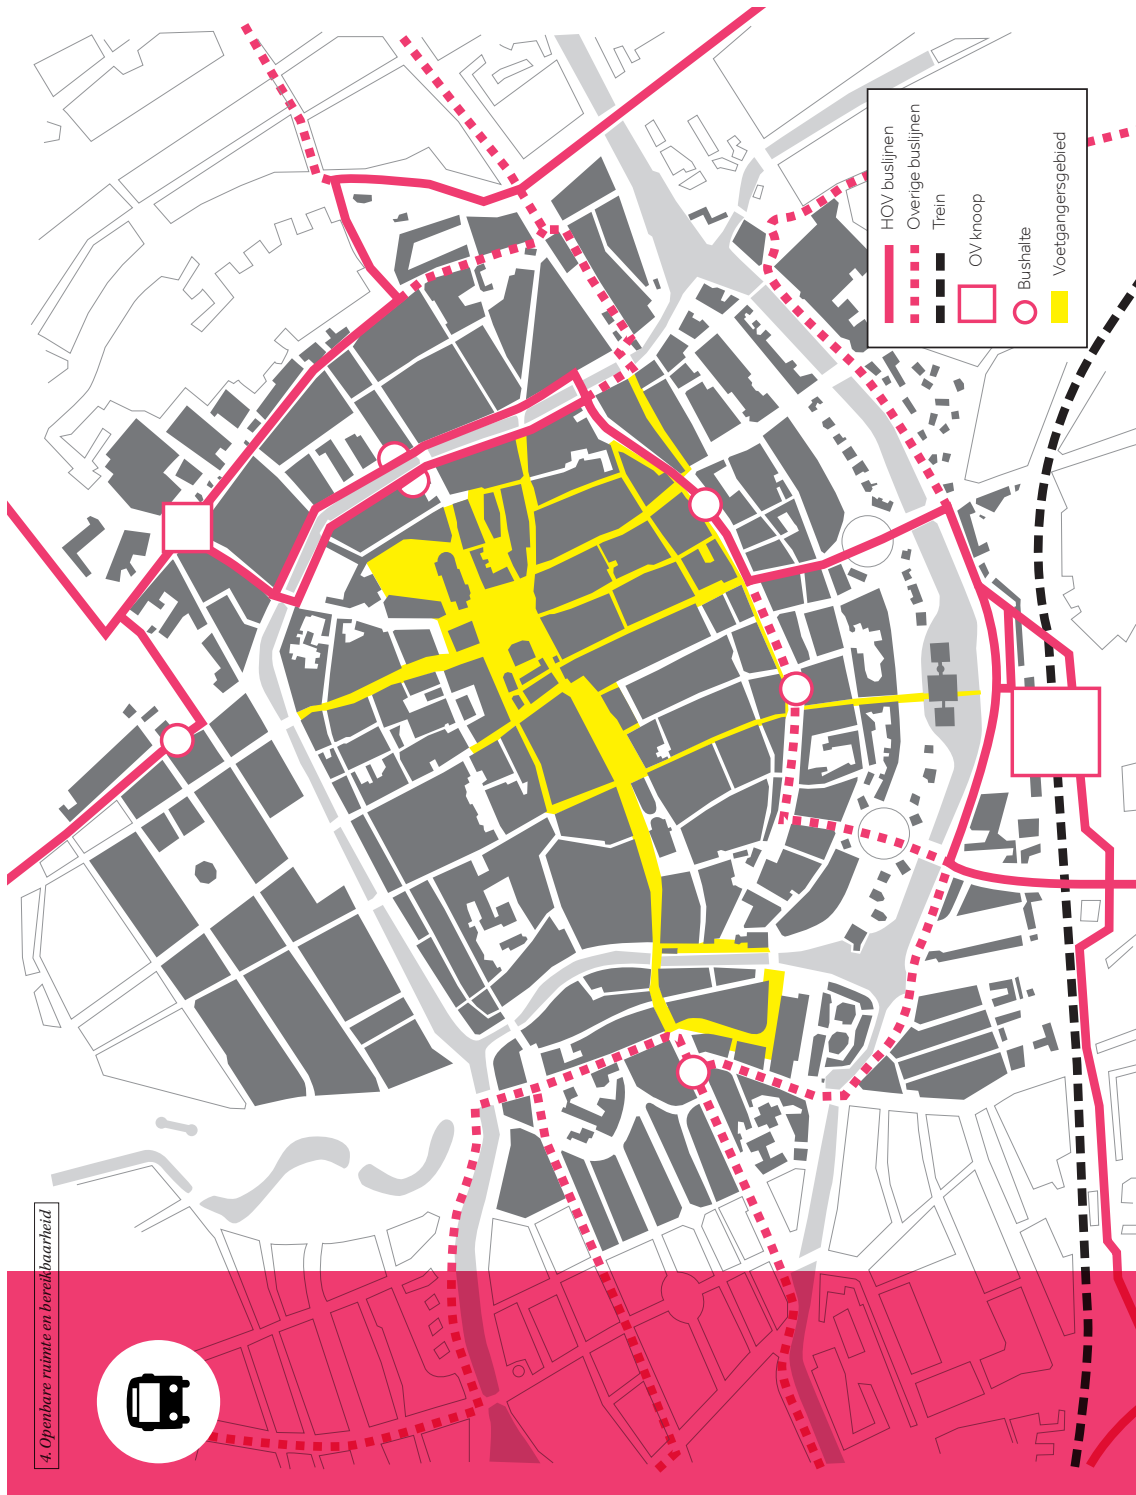 4. Openbare ruimte en bereikbaarheid
HOV buslijnen
Overige buslijnen
Trein
OV knoop
Bushalte
Voetgangersgebied